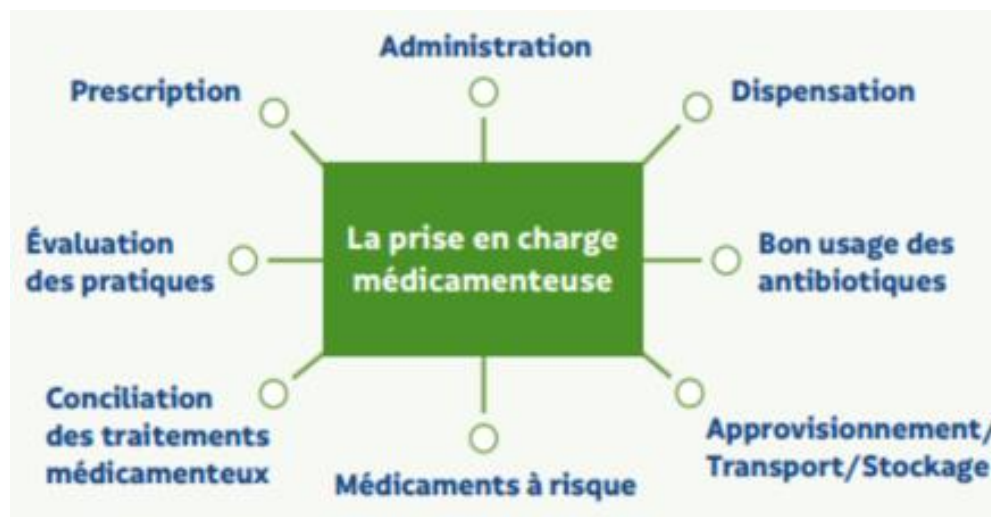 Administration
Prescription
Dispensation
La prise en charge
médicamenteuse
Évaluation
des pratiques
Bon usage des
antibiotiques
Conciliation
des traitements
médicamenteux
Médicaments à risque
Approvisionnement/
Transport/Stockage